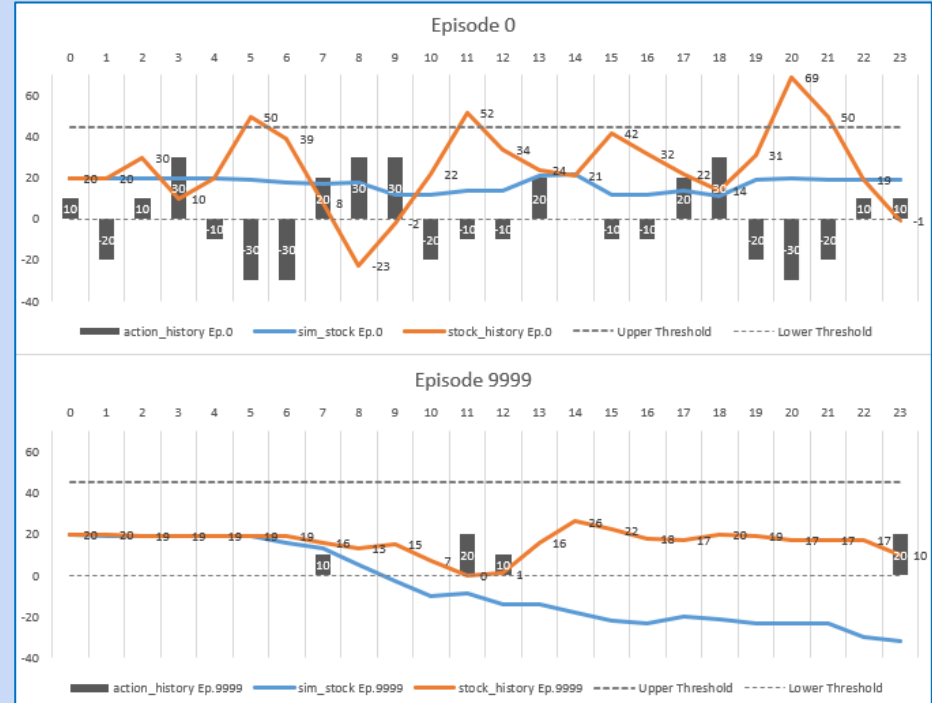 Episode 0
0 1 2 3 4 5 6 7 8 9 10 11 12 13 14 15 16 17 18 19 20 21 22 23
60
40
20
0
-20
-40
20 20 30 10 50 39 8 -23 -2 22 52 34 24 21 42 32 22 14 31 69 50 19 -1
10 -20 10 30 -10 -30 -30 20 30 30 -20 -10 -10 20 -10 -10 20 30 -20 -30 -20 10 10
action_history Ep.0 sim_stock Ep.0 stock_history Ep.0 Upper Threshold Lower Threshold
Episode 9999
0 1 2 3 4 5 6 7 8 9 10 11 12 13 14 15 16 17 18 19 20 21 22 23
60
40
20
0
-20
-40
20 20 19 19 19 19 19 16 13 15 7 0 1 16 26 22 18 17 20 19 17 17 17 10
10 20 10 20
action_history Ep.9999 sim_stock Ep.9999 stock_history Ep.9999 Upper Threshold Lower Threshold